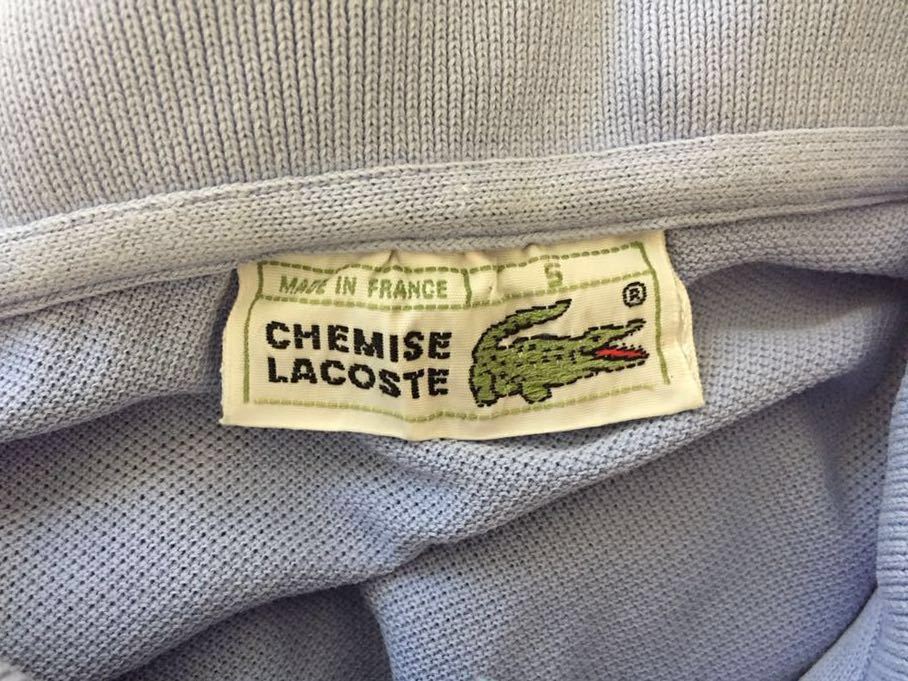 MADE IN FRANCE 5
CHEMISE
LACOSTE ®